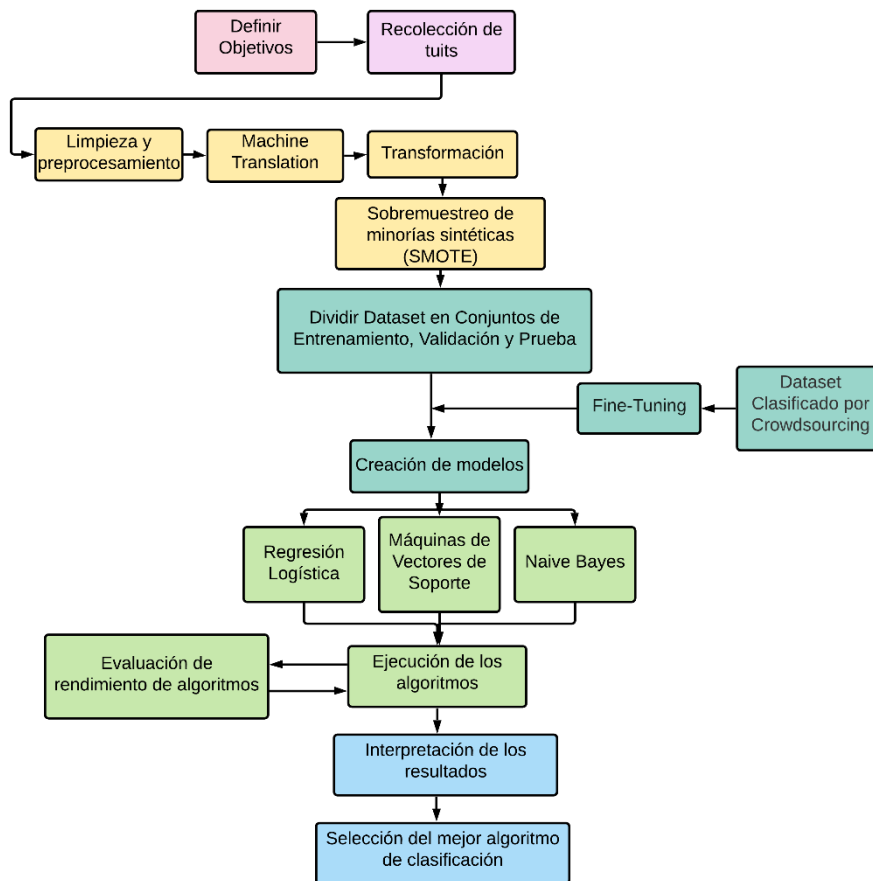 Definir
Objetivos
Recolección de
tuits
Limpieza y
preprocesamiento
Machine
Translation
Transformación
Sobremuestreo de
minorías sintéticas
(SMOTE)
Dividir Dataset en Conjuntos de
Entrenamiento, Validación y Prueba
Fine-Tuning
Dataset
Clasificado por
Crowdsourcing
Creación de modelos
Regresión
Logística
Máquinas de
Vectores de
Soporte
Naive Bayes
Evaluación de
rendimiento de algoritmos
Ejecución de los
algoritmos
Interpretación de los
resultados
Selección del mejor algoritmo
de clasificación